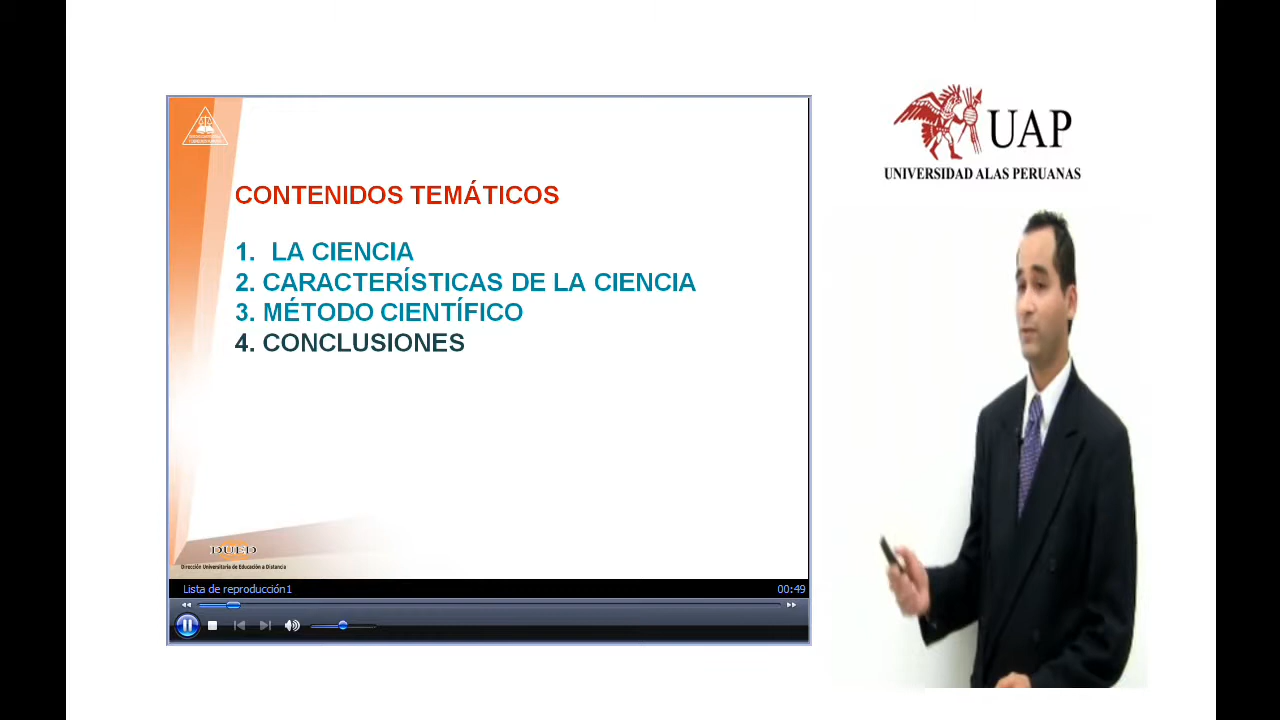 CONTENIDOS TEMÁTICOS
1. LA CIENCIA
2. CARACTERÍSTICAS DE LA CIENCIA
3. MÉTODO CIENTÍFICO
4. CONCLUSIONES
DUED
Dirección Universitaria de Educación a Distancia
Lista de reproducción1
00:49
UAP
UNIVERSIDAD ALAS PERUANAS